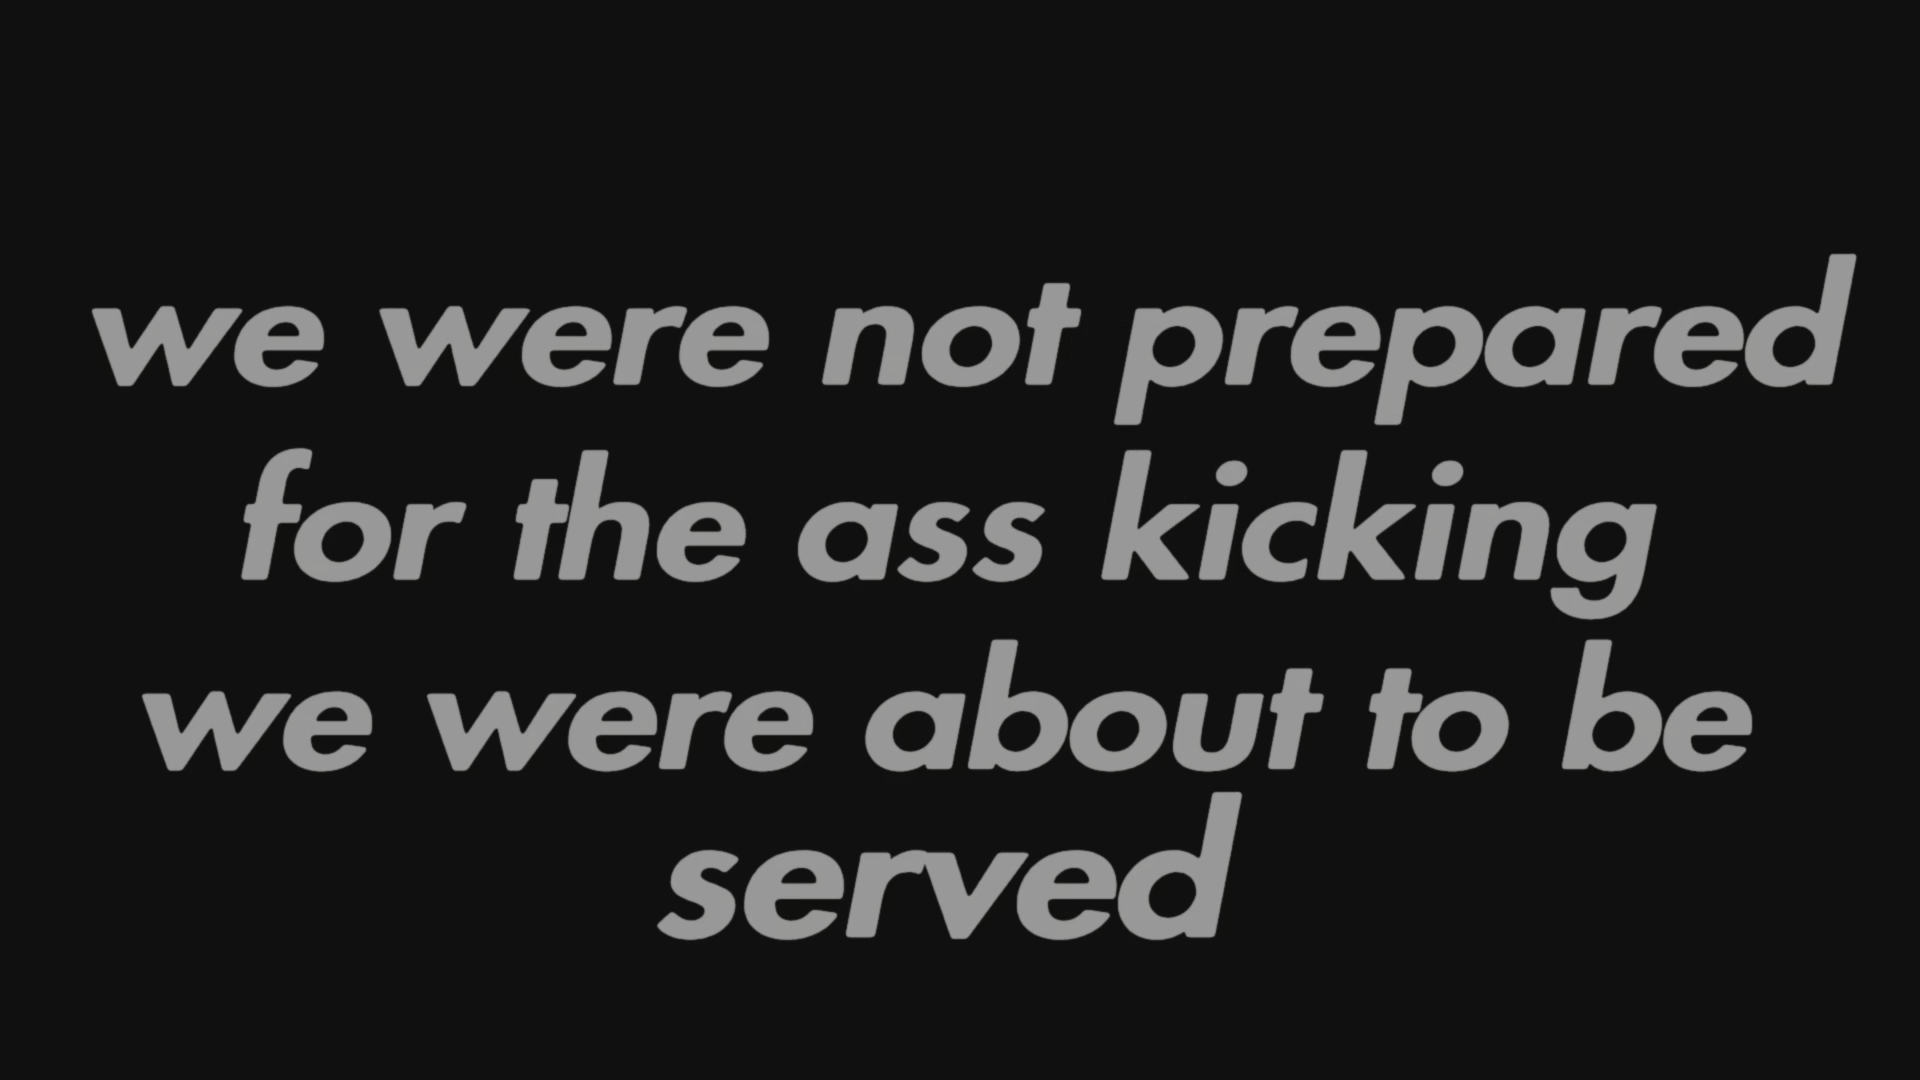 we were not prepared
for the ass kicking
we were about to be
served